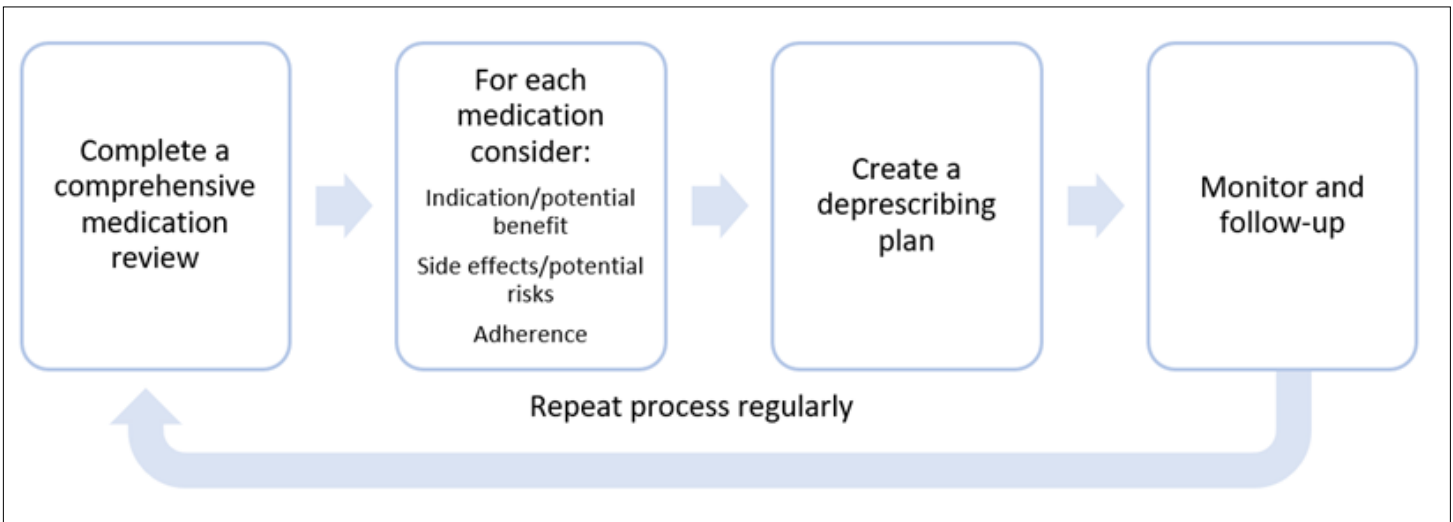 Complete a
comprehensive
medication
review
For each
medication
consider:
Indication/potential
benefit
Side effects/potential
risks
Adherence
Create a
deprescribing
plan
Monitor and
follow-up
Repeat process regularly